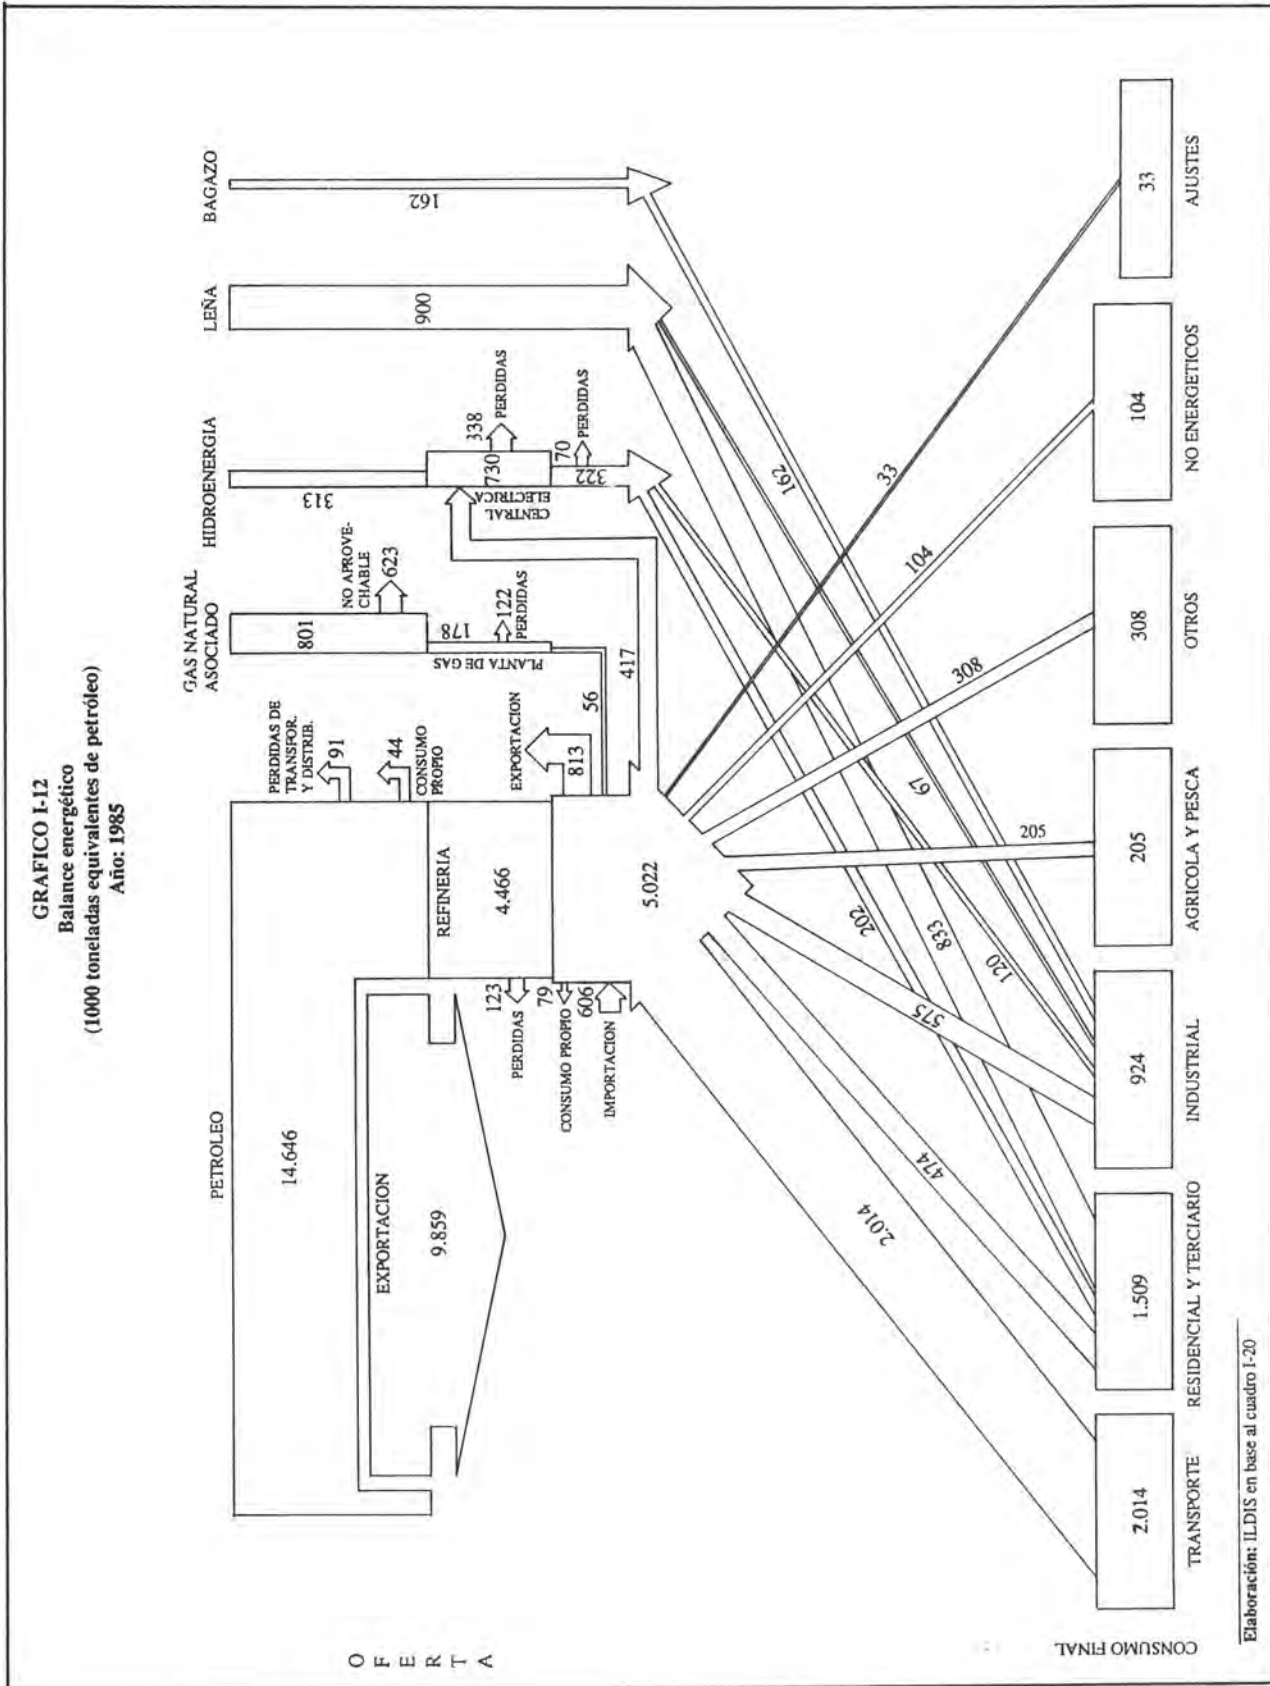 GRAFICO I-12
Balance energético
(1000 toneladas equivalentes de petróleo)
Año: 1985
OFERTA
PETROLEO
14.646
EXPORTACION
9.859
PERDIDAS DE
TRANSPOR.
Y DISTRIB.
91
44
CONSUMO
PROPIO
REFINERIA
4.466
123
PERDIDAS
79
CONSUMO PROPIO
606
IMPORTACION
EXPORTACION
813
5.022
GAS NATURAL
ASOCIADO
801
NO APROVE-
CHABLE
623
178
PLANTA DE GAS
122
PERDIDAS
56
417
HIDROENERGIA
313
CENTRAL
ELECTRICA
730
338
PERDIDAS
70
PERDIDAS
322
LEÑA
900
BAGAZO
162
2.014
474
575
202
833
120
67
162
205
308
104
33
CONSUMO FINAL
2.014
TRANSPORTE
1.509
RESIDENCIAL Y TERCIARIO
924
INDUSTRIAL
205
AGRICOLA Y PESCA
308
OTROS
104
NO ENERGETICOS
33
AJUSTES
Elaboración: ILDIS en base al cuadro I-20